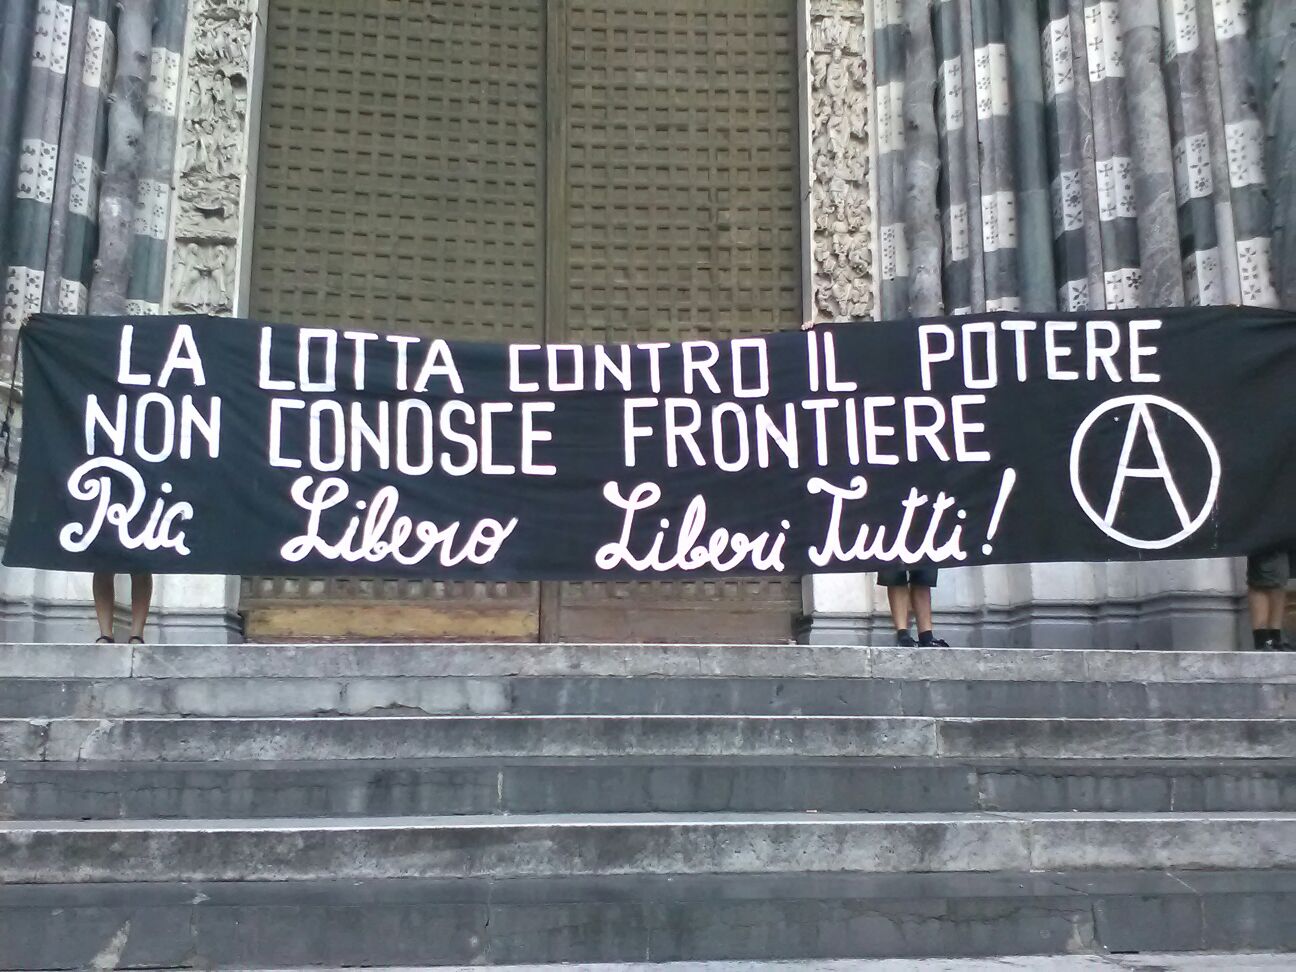 LA LOTTA CONTRO IL POTERE
NON CONOSCE FRONTIERE
Ric Libero Liberi Tutti!
A